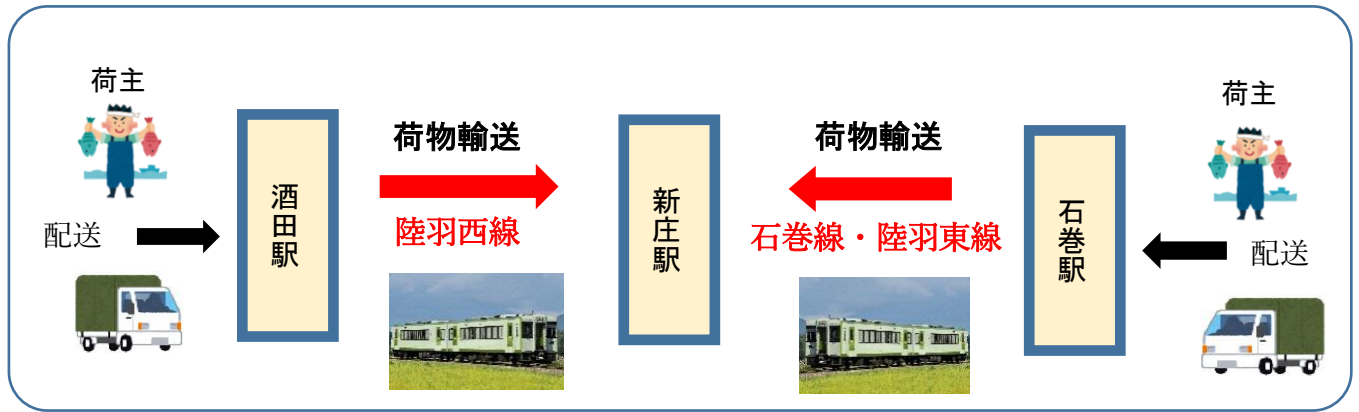 荷主
配送
酒田駅
荷物輸送
陸羽西線
新庄駅
荷物輸送
石巻線・陸羽東線
石巻駅
荷主
配送